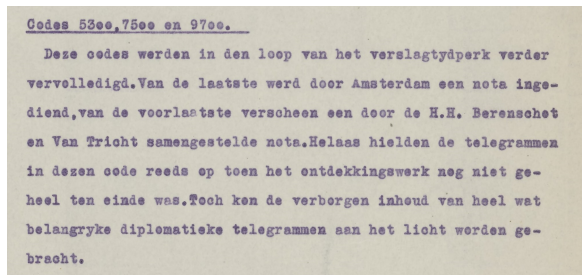 Codes 5300,7500 en 9700.
Deze codes werden in den loop van het verslagtydperk verder
vervolledigd.Van de laatste werd door Amsterdam een nota inge-
diend,van de voorlaatste verscheen een door de H.H. Berenschot
en Van Tricht samengestelde nota.Helaas hielden de telegrammen
in dezen code reeds op toen het ontdekkingswerk nog niet ge-
heel ten einde was.Toch kon de verborgen inhoud van heel wat
belangryke diplomatieke telegrammen aan het licht worden ge-
bracht.